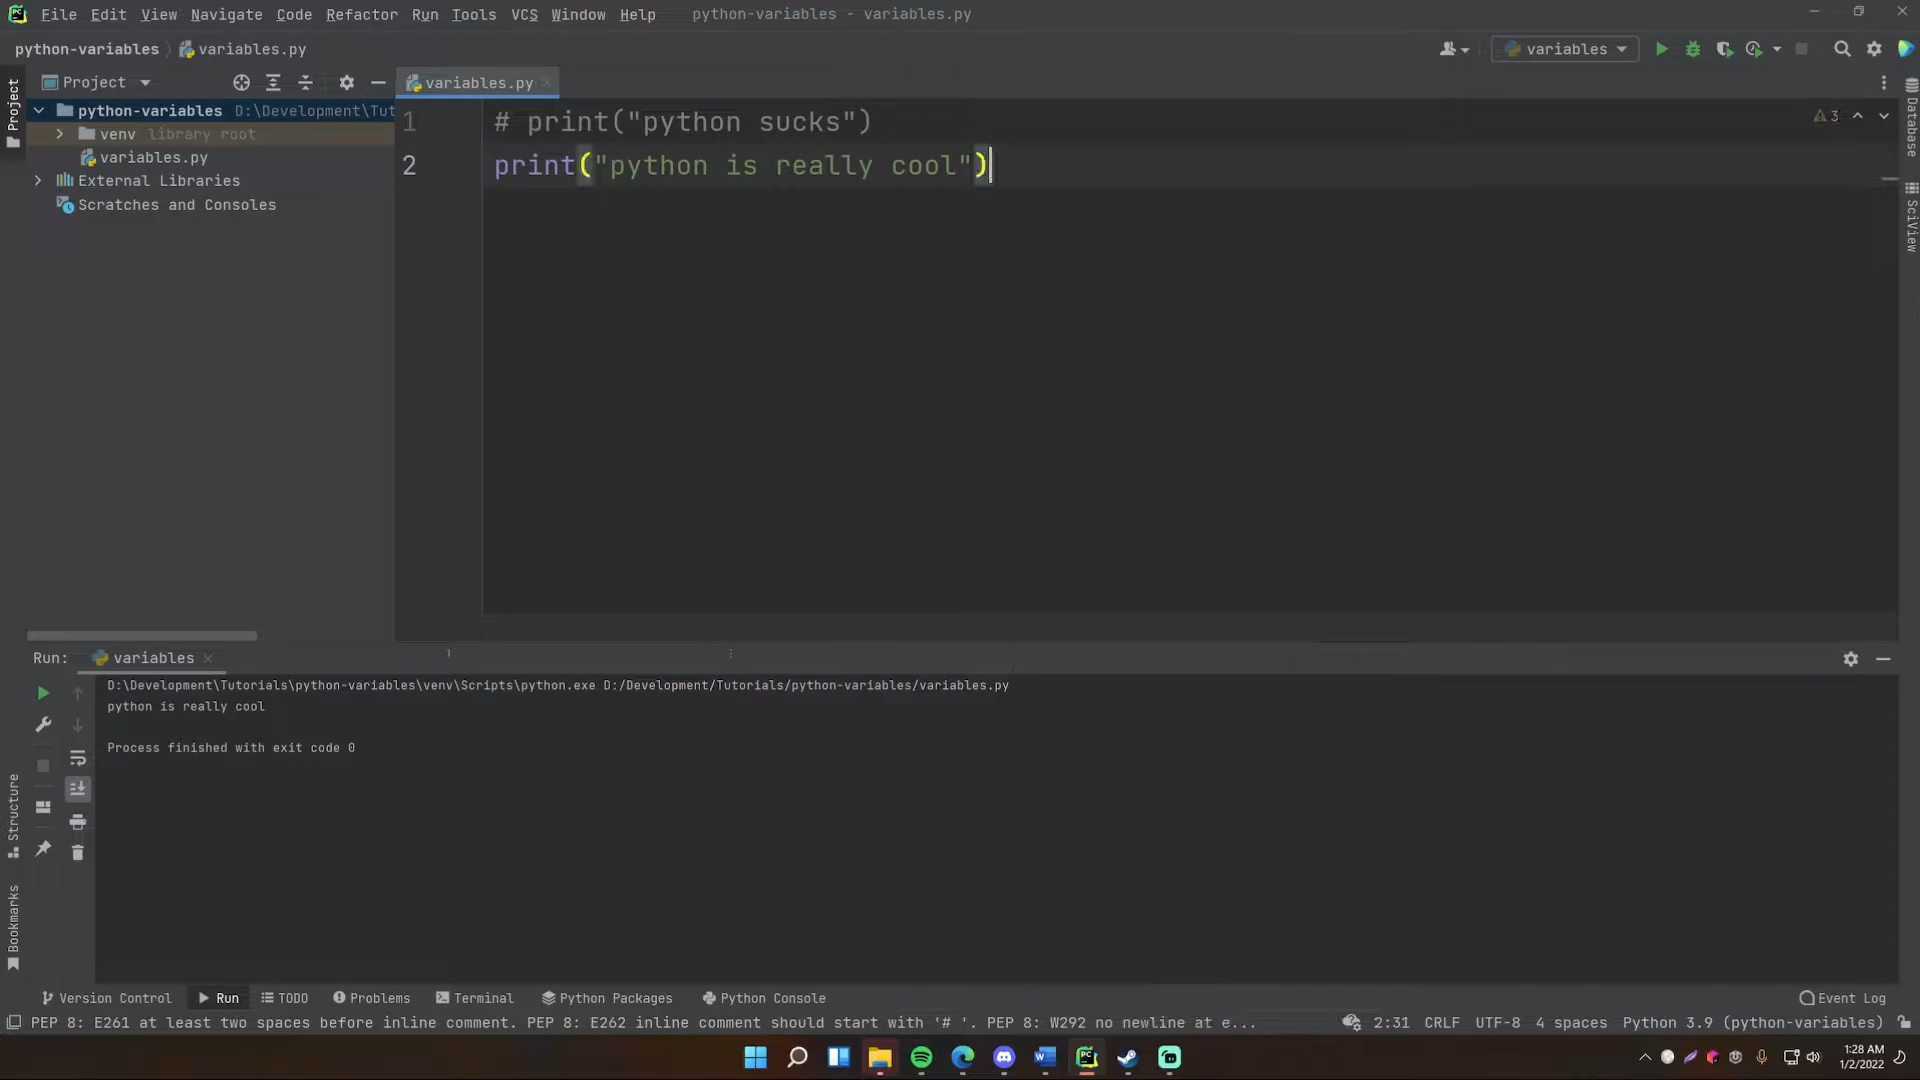 File Edit View Navigate Code Refactor Run Tools VCS Window Help python-variables - variables.py
python-variables variables.py
variables
Project
variables.py
Project
python-variables D:\Development\Tut
venv library root
variables.py
External Libraries
Scratches and Consoles
1 # print("python sucks")
2 print("python is really cool")
3
Database
SciView
Run: variables
D:\Development\Tutorials\python-variables\venv\Scripts\python.exe D:/Development/Tutorials/python-variables/variables.py
python is really cool
Process finished with exit code 0
Structure
Bookmarks
Version Control Run TODO Problems Terminal Python Packages Python Console Event Log
PEP 8: E261 at least two spaces before inline comment. PEP 8: E262 inline comment should start with '# '. PEP 8: W292 no newline at e... 2:31 CRLF UTF-8 4 spaces Python 3.9 (python-variables)
1:28 AM
1/2/2022